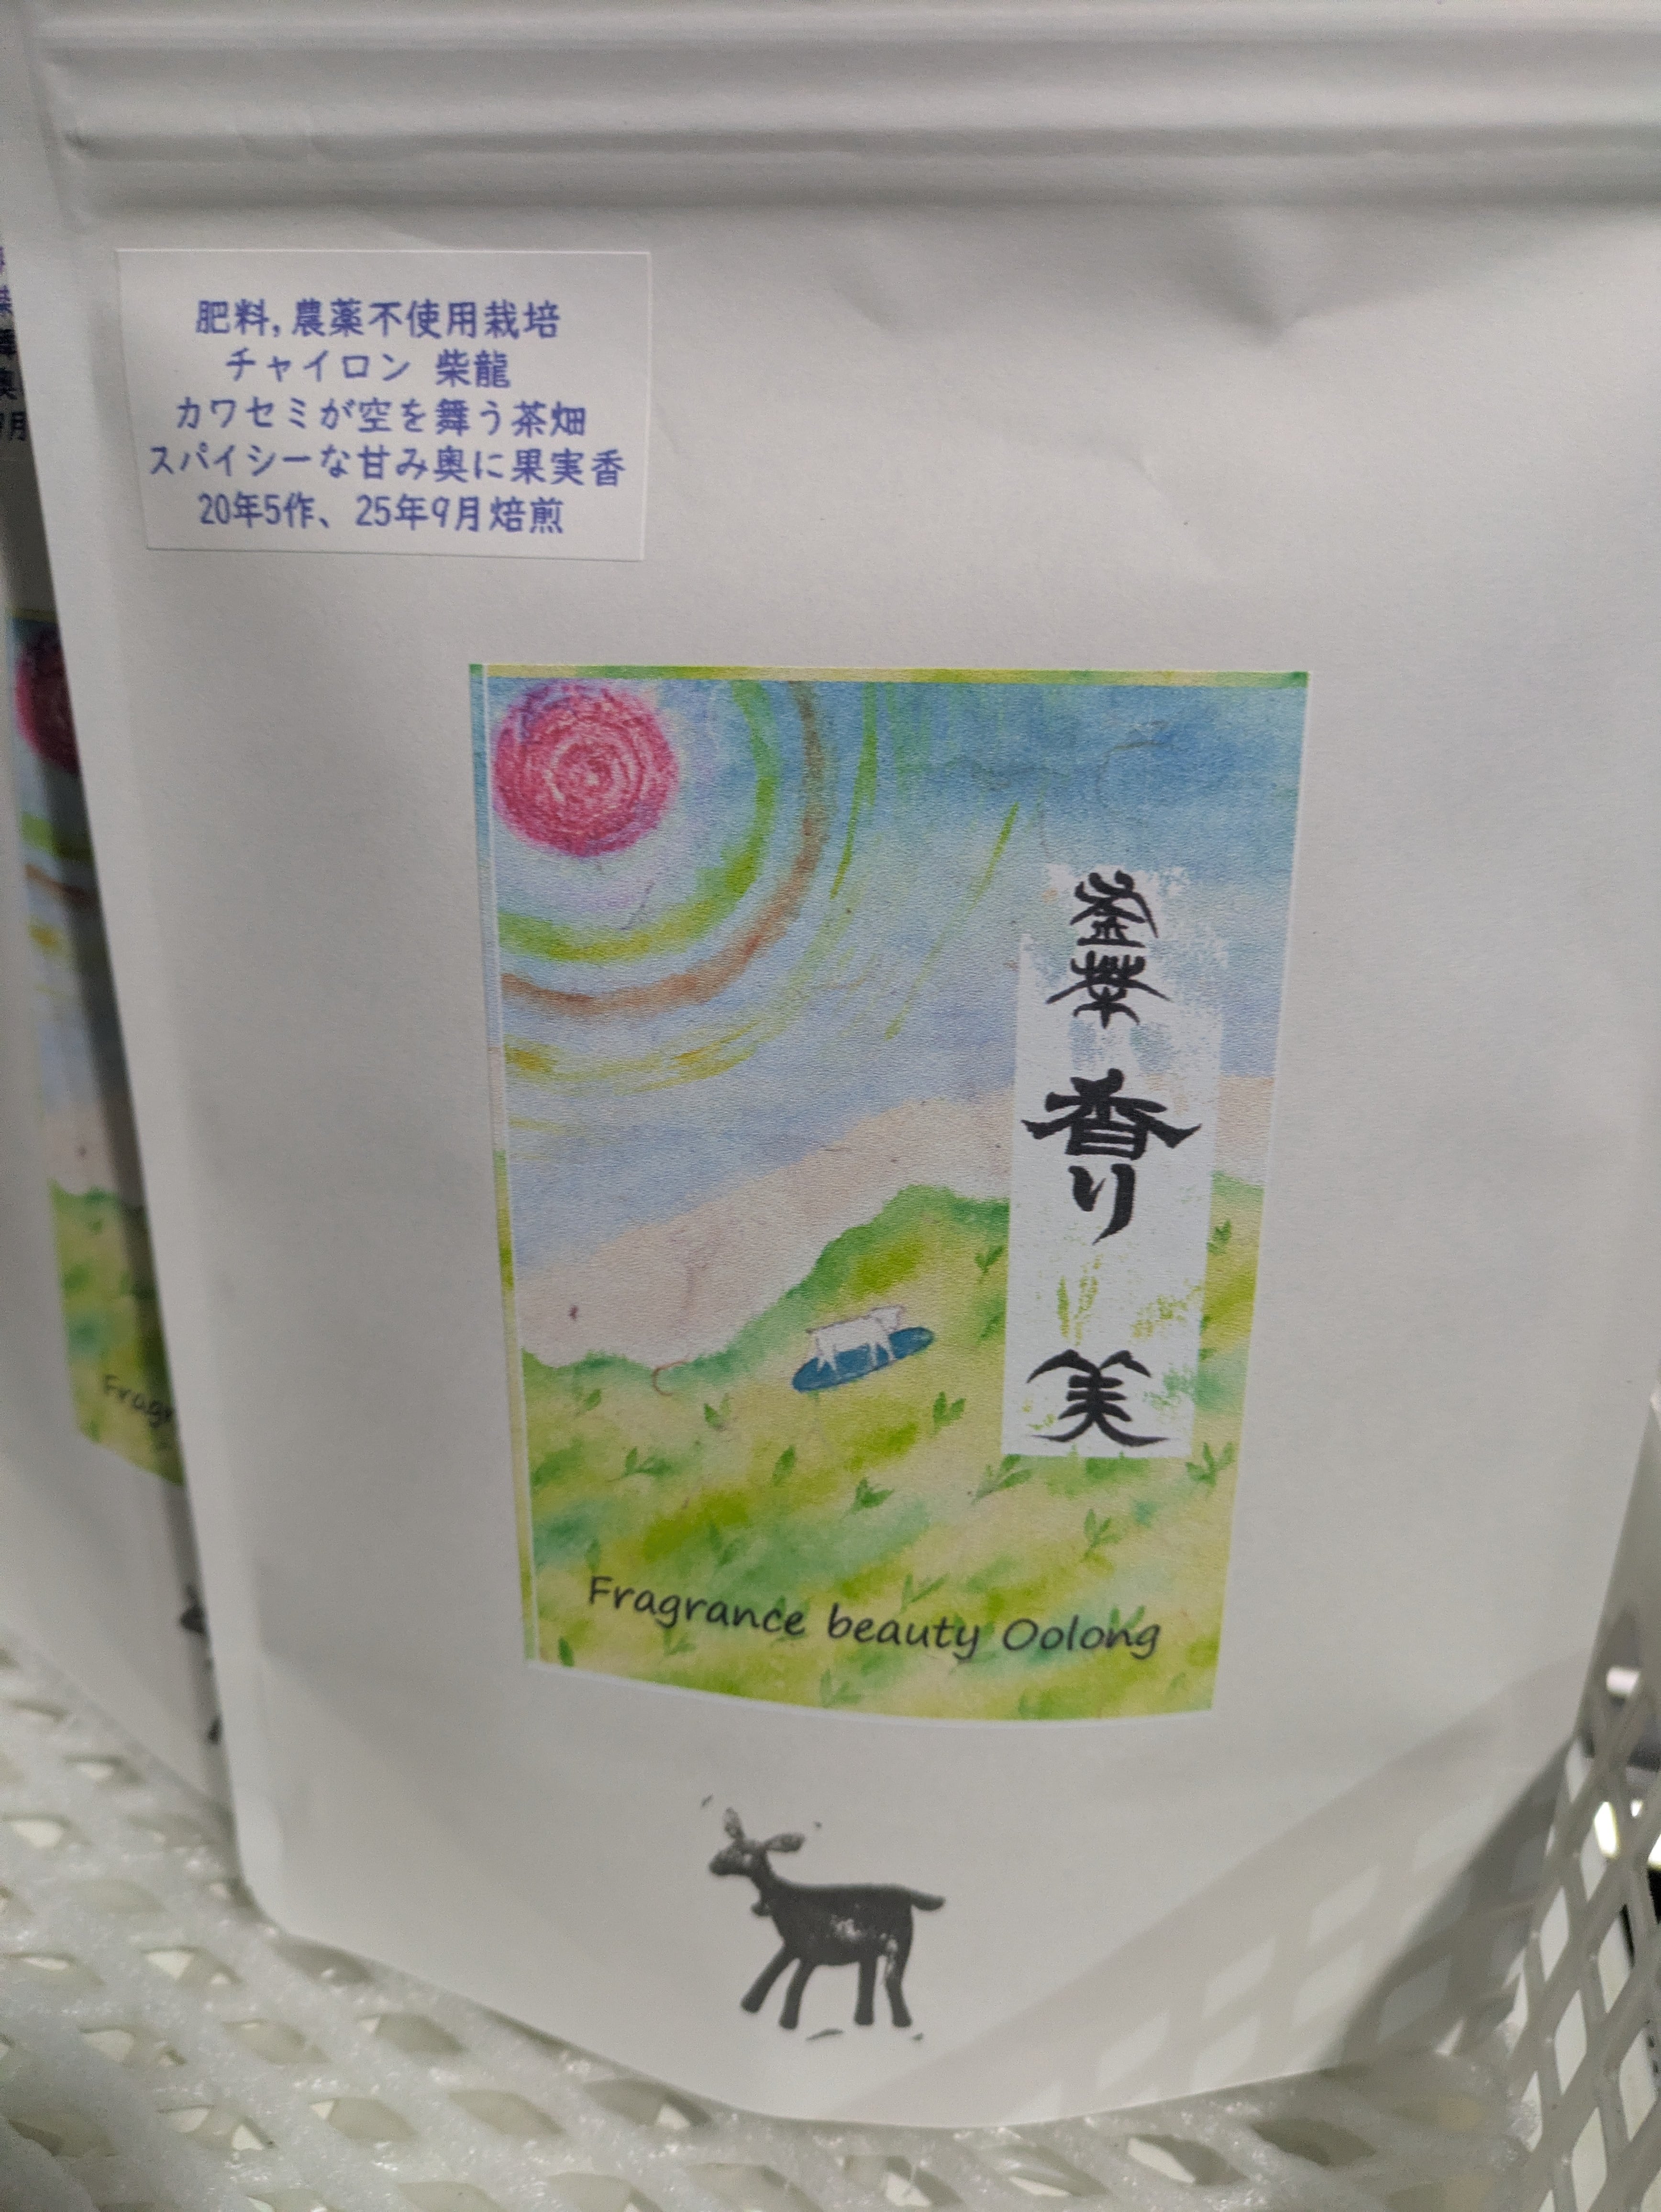 肥料,農薬不使用栽培
チャイロン 柴龍
カワセミが空を舞う茶畑
スパイシーな甘み奥に果実香
20年5作、25年9月焙煎
香り
美
Fragrance beauty Oolong
Fragr